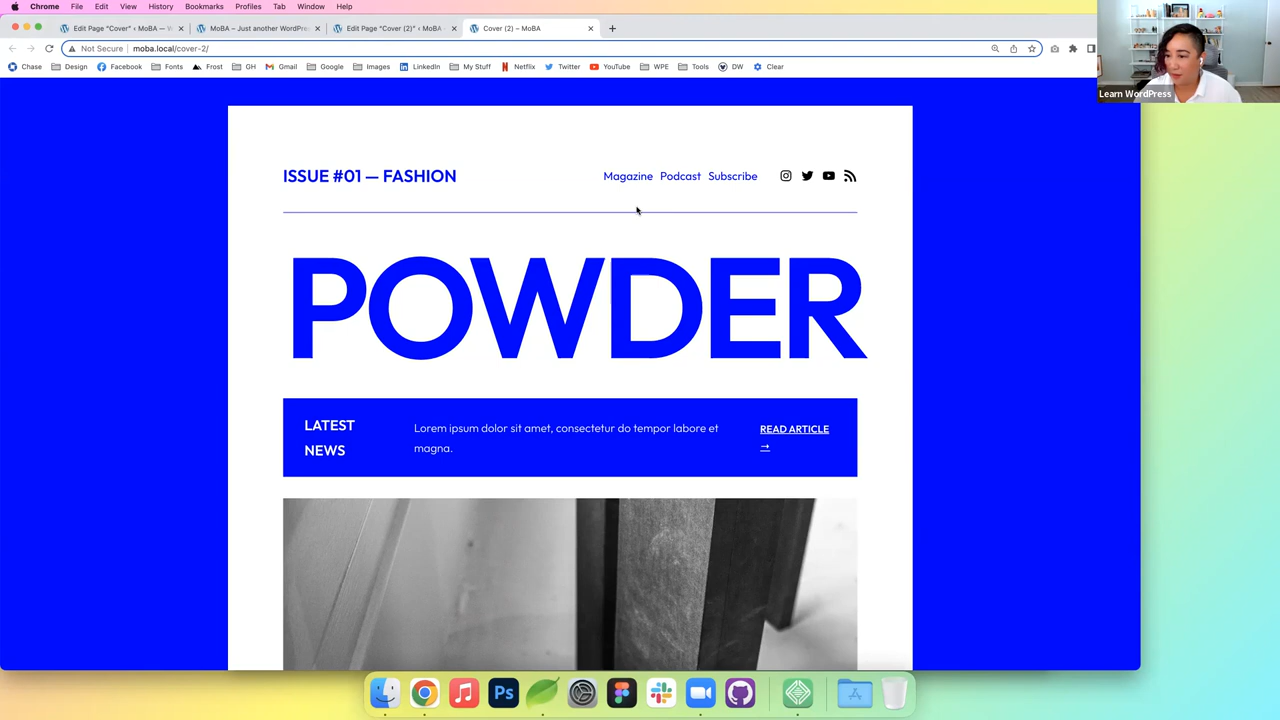 Chrome File Edit View History Bookmarks Profiles Tab Window Help
Edit Page "Cover" ‹ MoBA — W
MoBA – Just another WordPre
Edit Page "Cover (2)" ‹ MoBA
Cover (2) – MoBA
Not Secure moba.local/cover-2/
Chase Design Facebook Fonts Frost GH Gmail Google Images LinkedIn My Stuff Netflix Twitter YouTube WPE Tools DW Clear
Learn WordPress
ISSUE #01 — FASHION
Magazine Podcast Subscribe
POWDER
LATEST
NEWS
Lorem ipsum dolor sit amet, consectetur do tempor labore et
magna.
READ ARTICLE
→
Ps